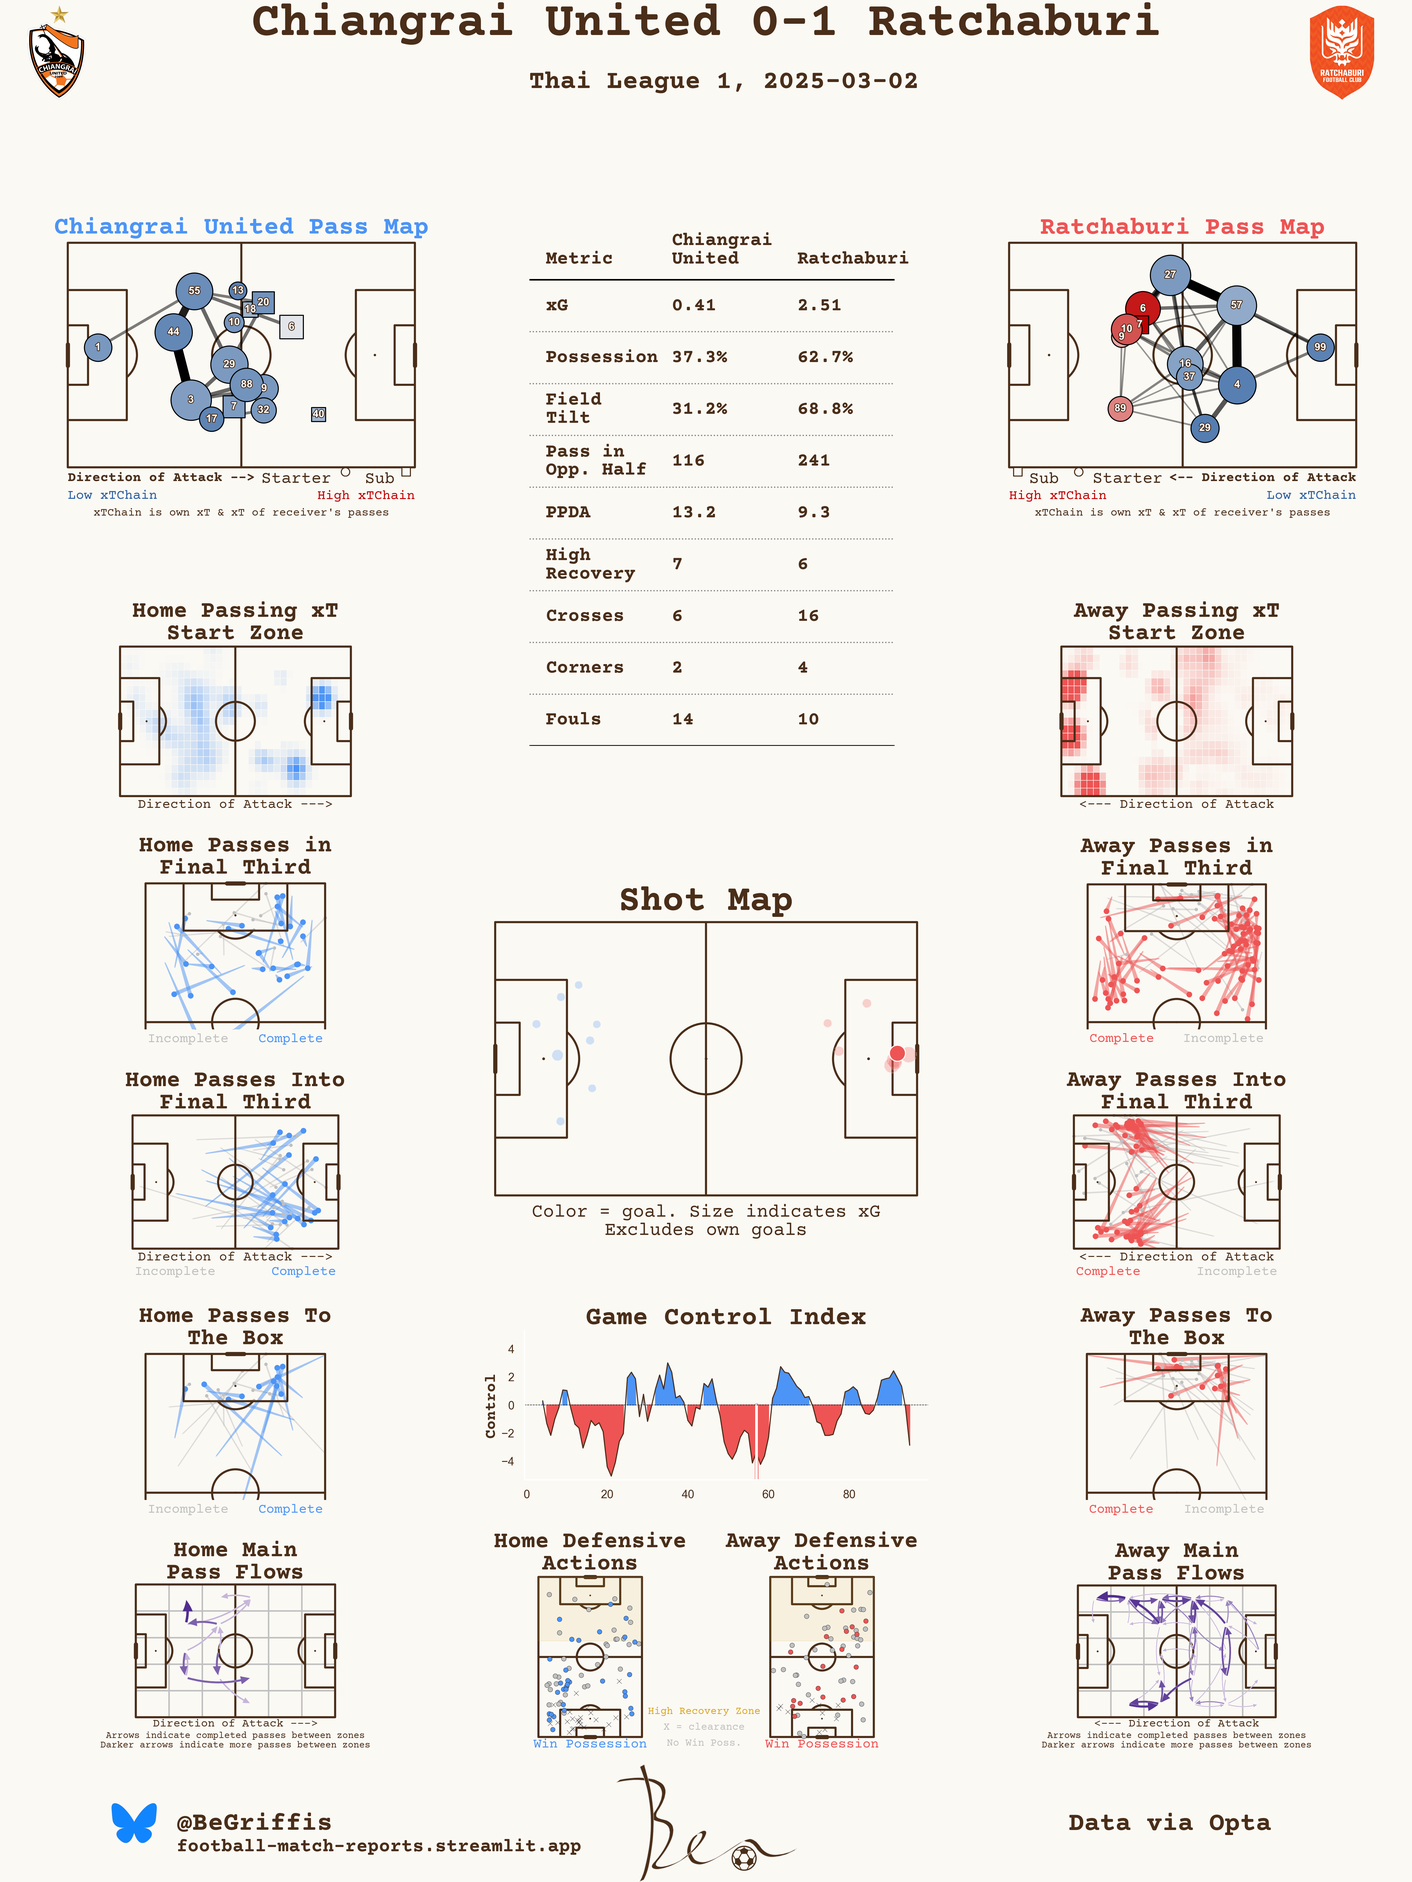 Chiangrai United 0-1 Ratchaburi
Thai League 1, 2025-03-02
CHIANGRAI
UNITED
RATCHABURI
FOOTBALL CLUB
Chiangrai United Pass Map
1
55
44
3
17
29
88
9
32
7
10
13
18
20
6
40
Direction of Attack --> Starter Sub
Low xTChain High xTChain
xTChain is own xT & xT of receiver's passes
Metric Chiangrai United Ratchaburi
xG 0.41 2.51
Possession 37.3% 62.7%
Field Tilt 31.2% 68.8%
Pass in Opp. Half 116 241
PPDA 13.2 9.3
High Recovery 7 6
Crosses 6 16
Corners 2 4
Fouls 14 10
Ratchaburi Pass Map
27
57
6
7
10
9
16
37
4
99
89
29
Sub Starter <-- Direction of Attack
High xTChain Low xTChain
xTChain is own xT & xT of receiver's passes
Home Passing xT
Start Zone
Direction of Attack --->
Away Passing xT
Start Zone
<--- Direction of Attack
Home Passes in
Final Third
Incomplete Complete
Away Passes in
Final Third
Complete Incomplete
Shot Map
Color = goal. Size indicates xG
Excludes own goals
Home Passes Into
Final Third
Direction of Attack --->
Incomplete Complete
Away Passes Into
Final Third
<--- Direction of Attack
Complete Incomplete
Home Passes To
The Box
Incomplete Complete
Game Control Index
Control
4
2
0
−2
−4
0 20 40 60 80
Away Passes To
The Box
Complete Incomplete
Home Main
Pass Flows
Direction of Attack --->
Arrows indicate completed passes between zones
Darker arrows indicate more passes between zones
Home Defensive
Actions
Win Possession
High Recovery Zone
X = clearance
No Win Poss.
Away Defensive
Actions
Win Possession
Away Main
Pass Flows
<--- Direction of Attack
Arrows indicate completed passes between zones
Darker arrows indicate more passes between zones
@BeGriffis
football-match-reports.streamlit.app
Ben
Data via Opta